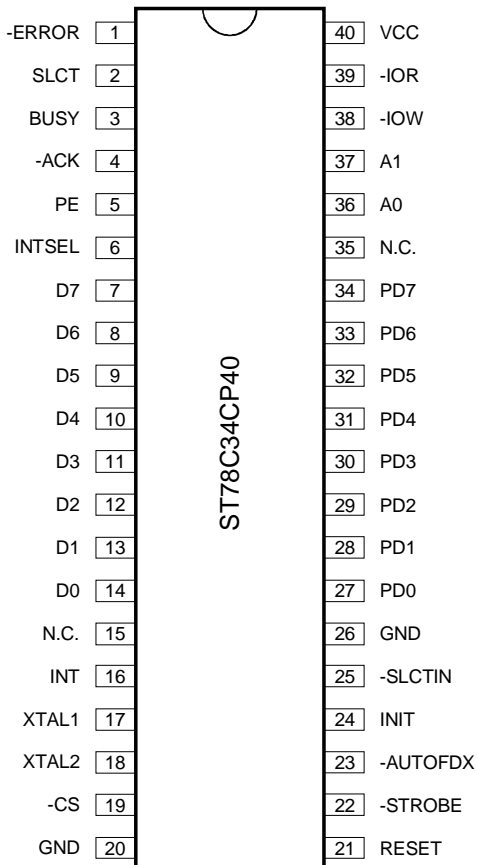 -ERROR 1 40 VCC
SLCT 2 39 -IOR
BUSY 3 38 -IOW
-ACK 4 37 A1
PE 5 36 A0
INTSEL 6 35 N.C.
D7 7 34 PD7
D6 8 33 PD6
D5 9 32 PD5
D4 10 31 PD4
D3 11 30 PD3
D2 12 29 PD2
D1 13 28 PD1
D0 14 27 PD0
N.C. 15 26 GND
INT 16 25 -SLCTIN
XTAL1 17 24 INIT
XTAL2 18 23 -AUTOFDX
-CS 19 22 -STROBE
GND 20 21 RESET
ST78C34CP40